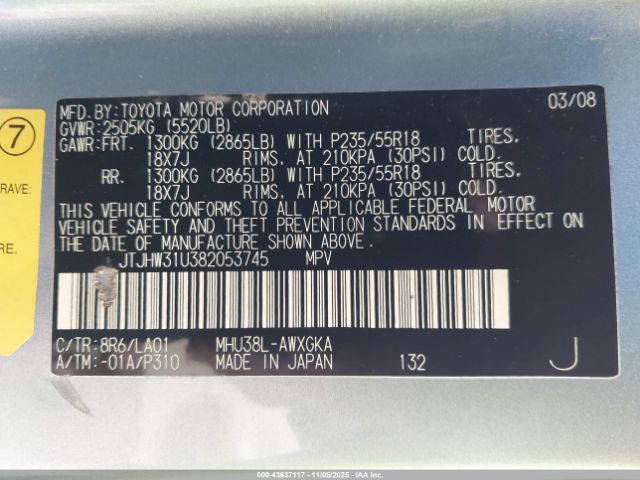 MFD. BY: TOYOTA MOTOR CORPORATION 03/08
GVWR: 2505KG (5520LB)
GAWR: FRT. 1300KG (2865LB) WITH P235/55R18 TIRES,
18X7J RIMS, AT 210KPA (30PSI) COLD.
RR. 1300KG (2865LB) WITH P235/55R18 TIRES,
18X7J RIMS, AT 210KPA (30PSI) COLD.
THIS VEHICLE CONFORMS TO ALL APPLICABLE FEDERAL MOTOR
VEHICLE SAFETY AND THEFT PREVENTION STANDARDS IN EFFECT ON
THE DATE OF MANUFACTURE SHOWN ABOVE.
JTJHW31U382053745 MPV
C/TR: 8R6/LA01 MHU38L-AWXGKA
A/TM: -01A/P310 MADE IN JAPAN 132 J
7
RAVE:
000-43637117 - 11/05/2025 - IAAI.COM